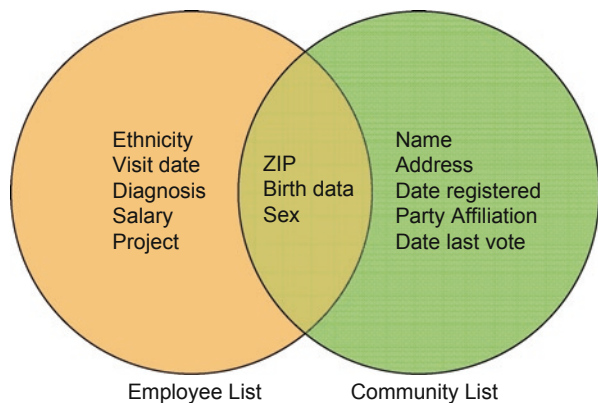 Ethnicity
Visit date
Diagnosis
Salary
Project
ZIP
Birth data
Sex
Name
Address
Date registered
Party Affiliation
Date last vote
Employee List
Community List